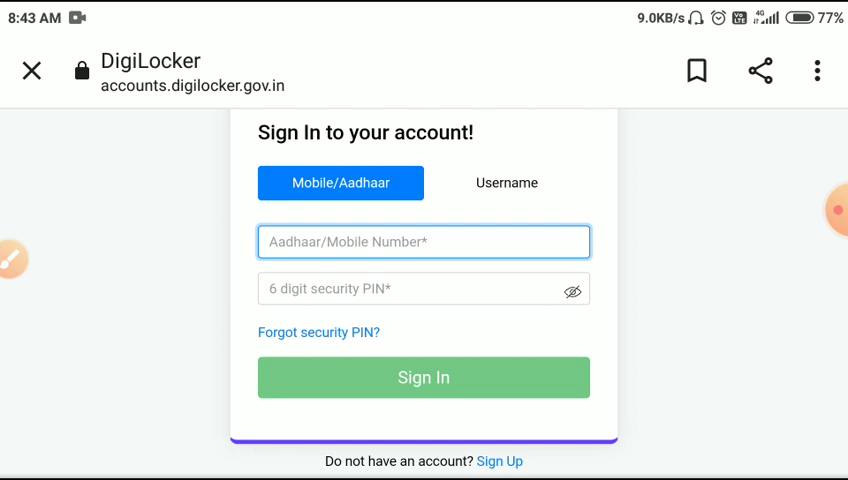 8:43 AM 9.0KB/s 4G 77%
DigiLocker
accounts.digilocker.gov.in
Sign In to your account!
Mobile/Aadhaar Username
Aadhaar/Mobile Number*
6 digit security PIN*
Forgot security PIN?
Sign In
Do not have an account? Sign Up